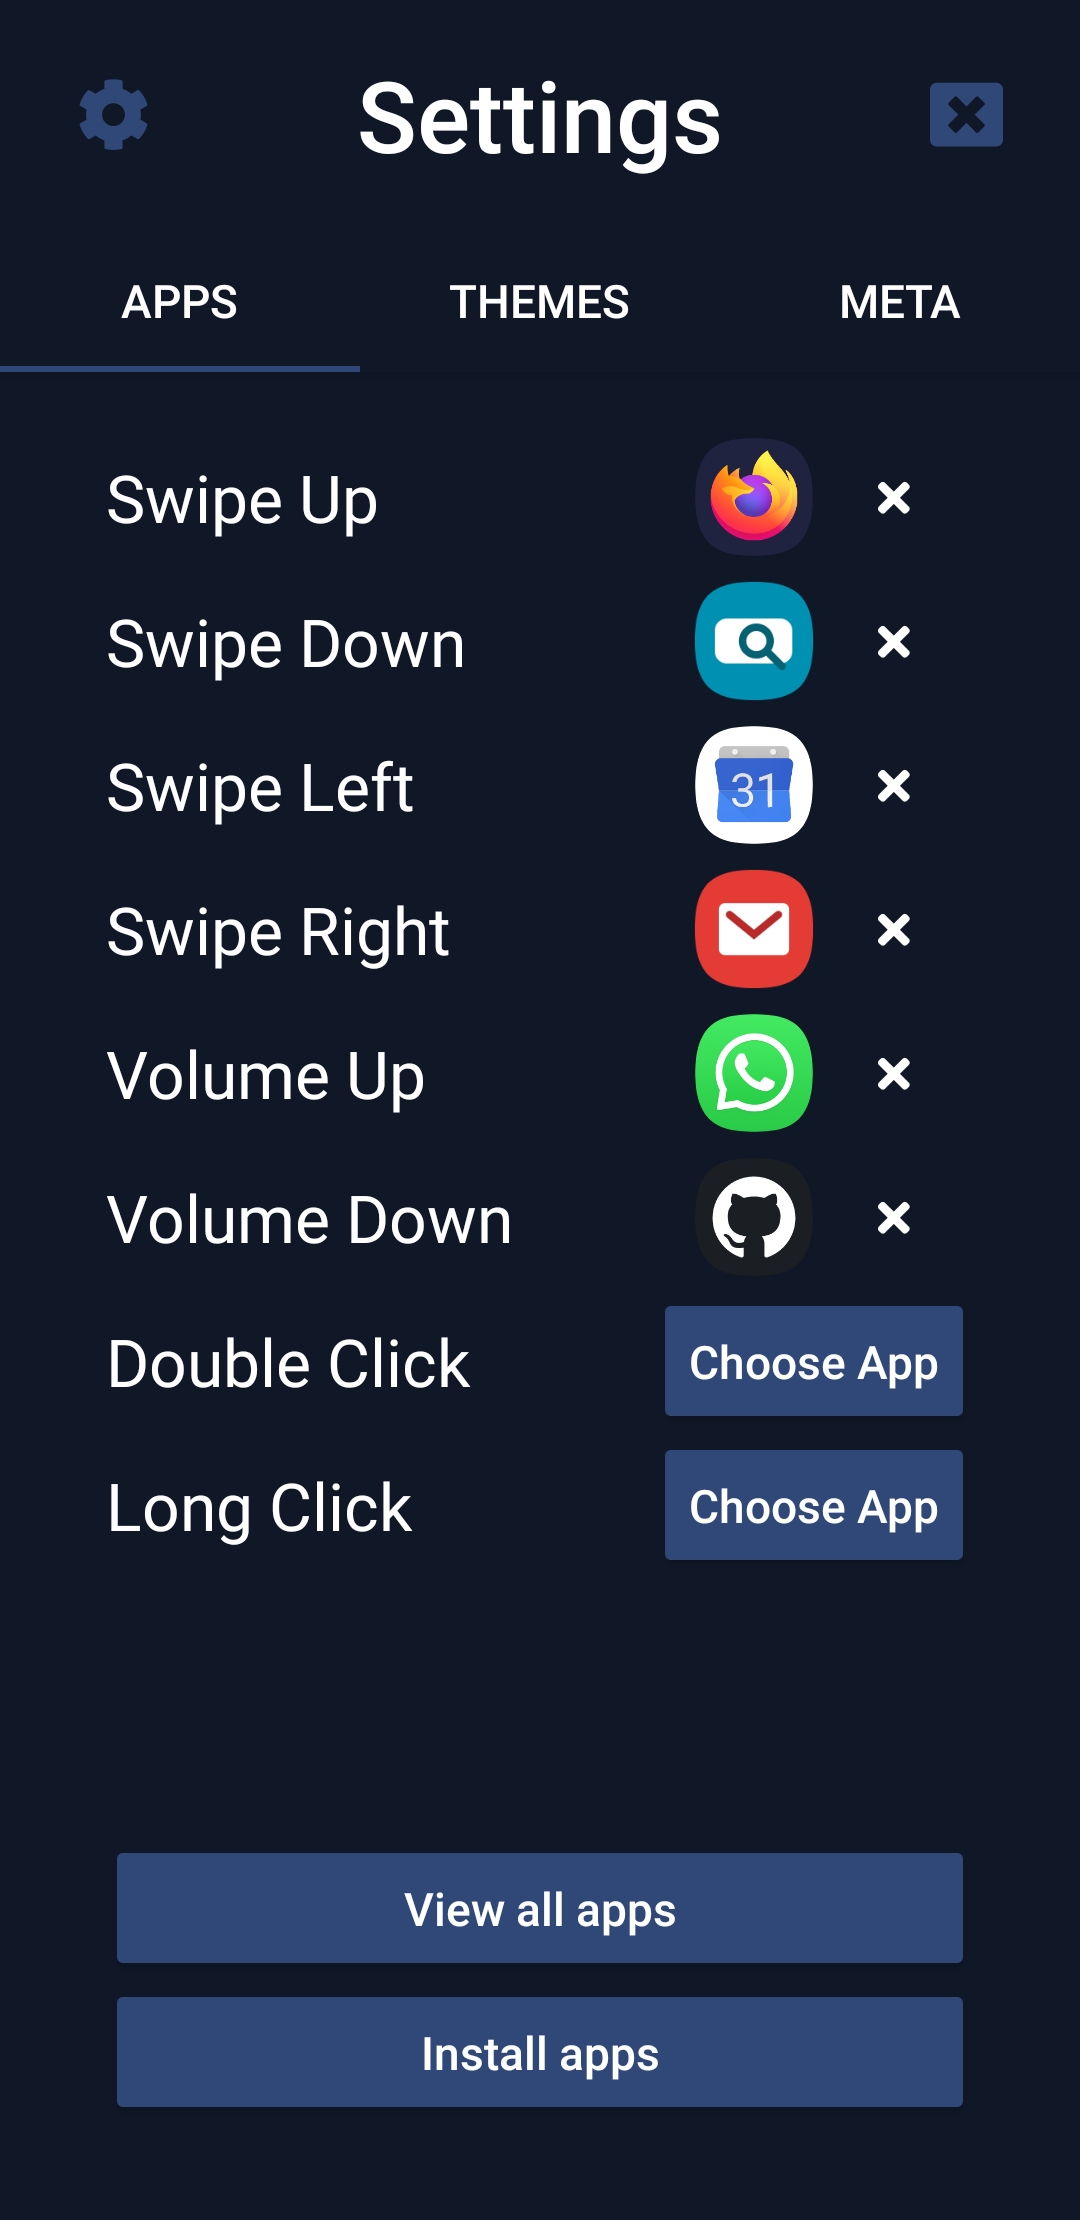 Settings
APPS THEMES META
Swipe Up
Swipe Down
Swipe Left
31
Swipe Right
Volume Up
Volume Down
Double Click Choose App
Long Click Choose App
View all apps
Install apps